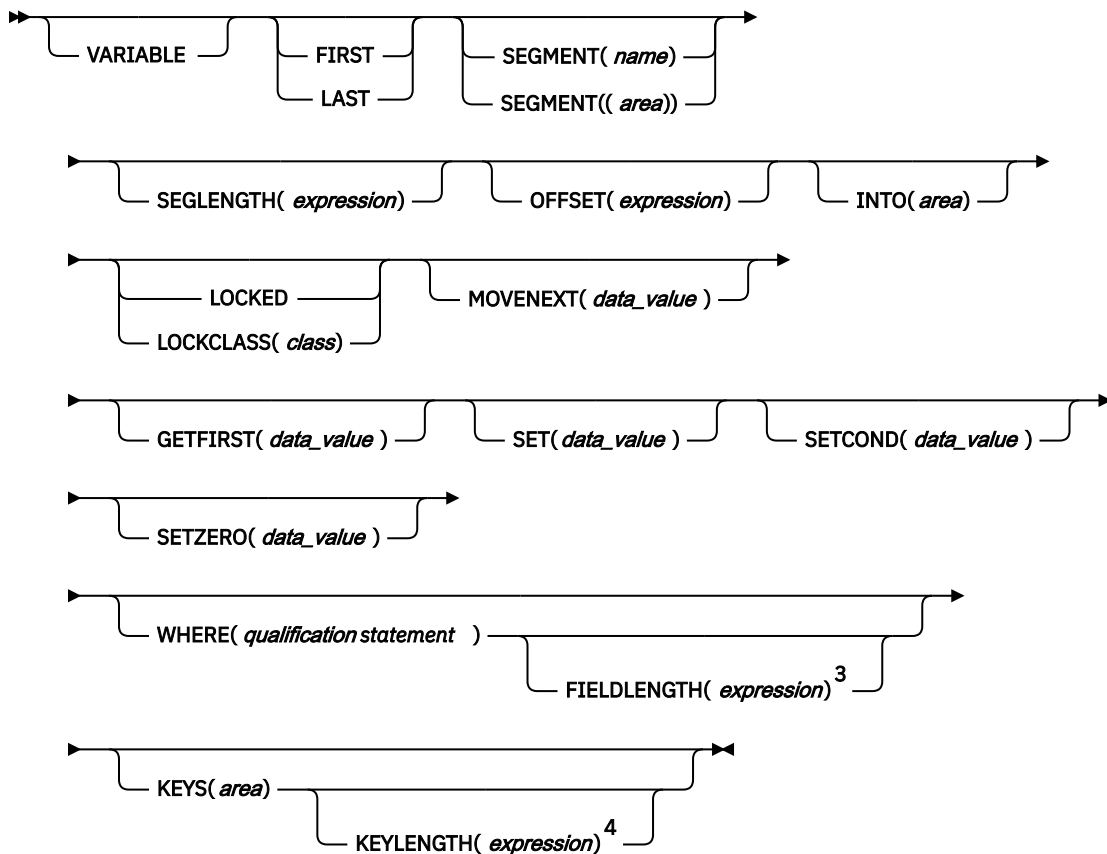 VARIABLE FIRST SEGMENT( name)
LAST SEGMENT(( area))
SEGLENGTH( expression) OFFSET( expression) INTO( area)
LOCKED MOVENEXT( data_value )
LOCKCLASS( class)
GETFIRST( data_value ) SET( data_value ) SETCOND( data_value )
SETZERO( data_value )
WHERE( qualification statement )
FIELDLENGTH( expression) 3
KEYS( area)
KEYLENGTH( expression) 4